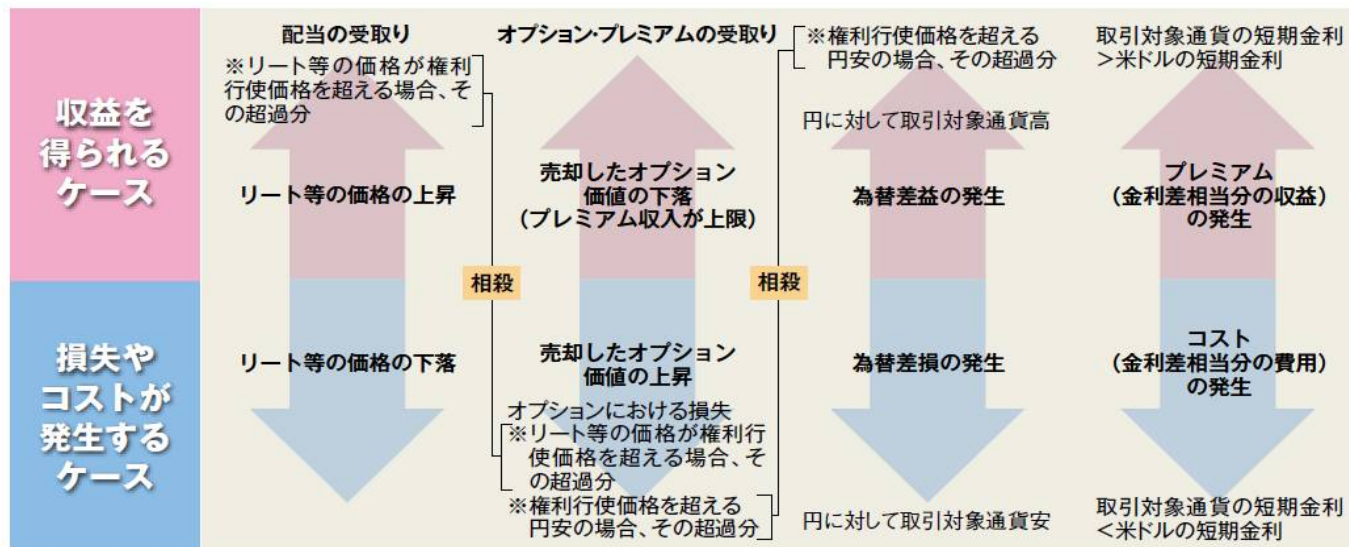 収益を
得られる
ケース
配当の受取り
※リート等の価格が権利
行使価格を超える場合、そ
の超過分
リート等の価格の上昇
オプション・プレミアムの受取り
売却したオプション
価値の下落
(プレミアム収入が上限)
※権利行使価格を超える
円安の場合、その超過分
円に対して取引対象通貨高
為替差益の発生
取引対象通貨の短期金利
>米ドルの短期金利
プレミアム
(金利差相当分の収益)
の発生
相殺
相殺
損失や
コストが
発生する
ケース
リート等の価格の下落
売却したオプション
価値の上昇
オプションにおける損失
※リート等の価格が権利行
使価格を超える場合、そ
の超過分
※権利行使価格を超える
円安の場合、その超過分
為替差損の発生
円に対して取引対象通貨安
コスト
(金利差相当分の費用)
の発生
取引対象通貨の短期金利
<米ドルの短期金利